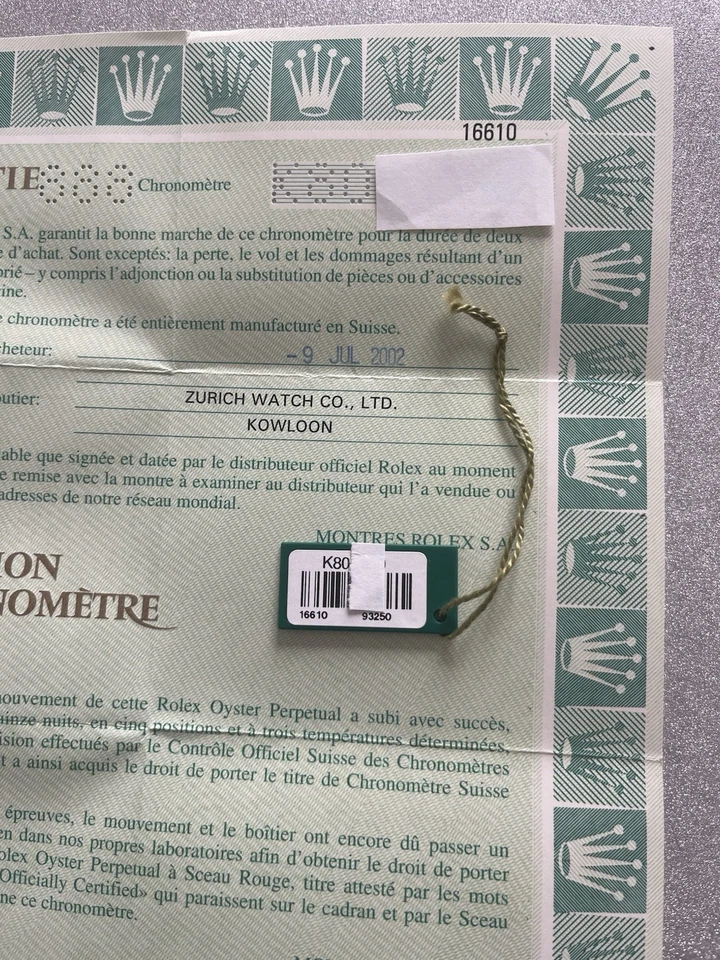 16610
TIE 888 Chronomètre
S.A. garantit la bonne marche de ce chronomètre pour la durée de deux
e d'achat. Sont exceptés: la perte, le vol et les dommages résultant d'un
prié – y compris l'adjonction ou la substitution de pièces ou d'accessoires
ine.
e chronomètre a été entièrement manufacturé en Suisse.
cheteur:
– 9 JUL 2002
outier: ZURICH WATCH CO., LTD.
KOWLOON
able que signée et datée par le distributeur officiel Rolex au moment
e remise avec la montre à examiner au distributeur qui l'a vendue ou
adresses de notre réseau mondial.
MONTRES ROLEX S.A
K80
16610 93250
ION
NOMÈTRE
mouvement de cette Rolex Oyster Perpetual a subi avec succès,
uinze nuits, en cinq positions et à trois températures déterminées,
ision effectués par le Contrôle Officiel Suisse des Chronomètres
t a ainsi acquis le droit de porter le titre de Chronomètre Suisse
épreuves, le mouvement et le boîtier ont encore dû passer un
en dans nos propres laboratoires afin d'obtenir le droit de porter
olex Oyster Perpetual à Sceau Rouge, titre attesté par les mots
Officially Certified» qui paraissent sur le cadran et par le Sceau
ne ce chronomètre.